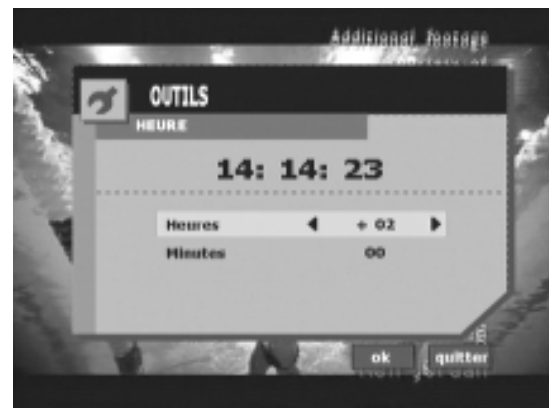 Additional footage
OUTILS
HEURE
14: 14: 23
Heures + 02
Minutes 00
ok quitter